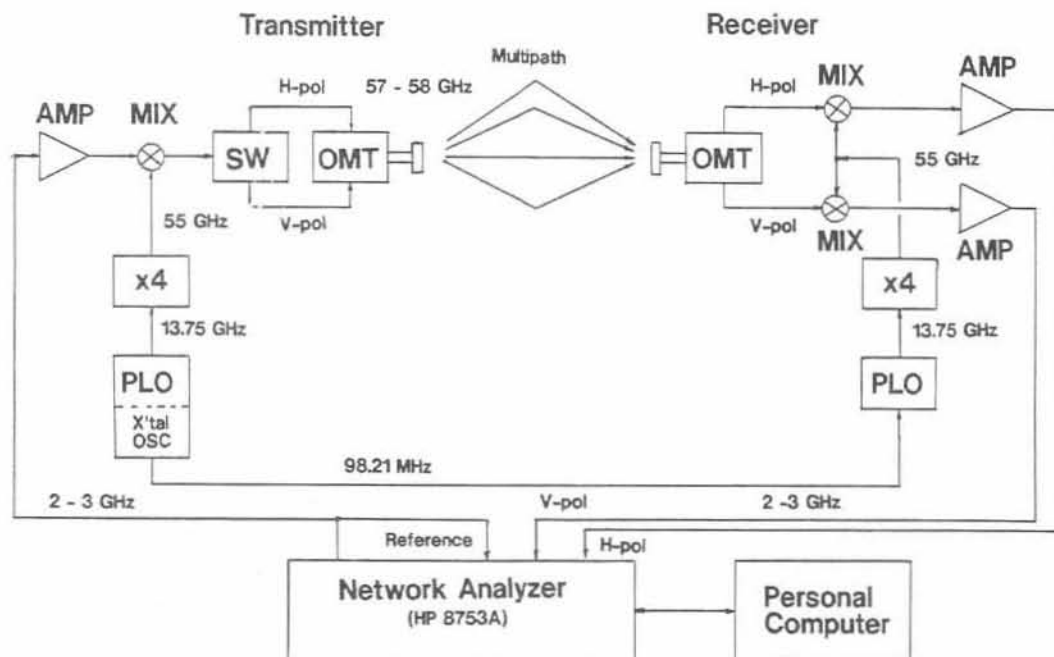 Transmitter
Receiver
Multipath
H-pol
57 - 58 GHz
H-pol
MIX
AMP
AMP
MIX
SW
OMT
OMT
55 GHz
V-pol
V-pol
MIX
AMP
55 GHz
x4
x4
13.75 GHz
13.75 GHz
PLO
X'tal
OSC
PLO
98.21 MHz
2 - 3 GHz
V-pol
2 -3 GHz
Reference
H-pol
Network Analyzer
(HP 8753A)
Personal
Computer